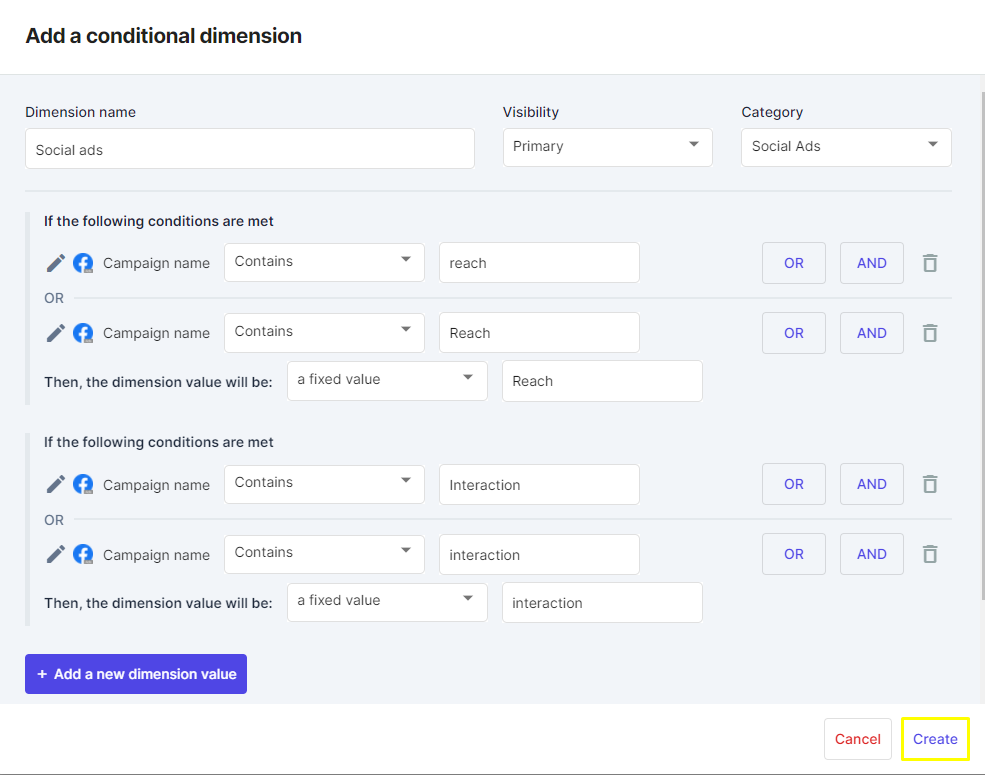 Add a conditional dimension
Dimension name Visibility Category
Social ads Primary Social Ads
If the following conditions are met
Campaign name Contains reach OR AND
OR
Campaign name Contains Reach OR AND
Then, the dimension value will be: a fixed value Reach
If the following conditions are met
Campaign name Contains Interaction OR AND
OR
Campaign name Contains interaction OR AND
Then, the dimension value will be: a fixed value interaction
+ Add a new dimension value
Cancel Create